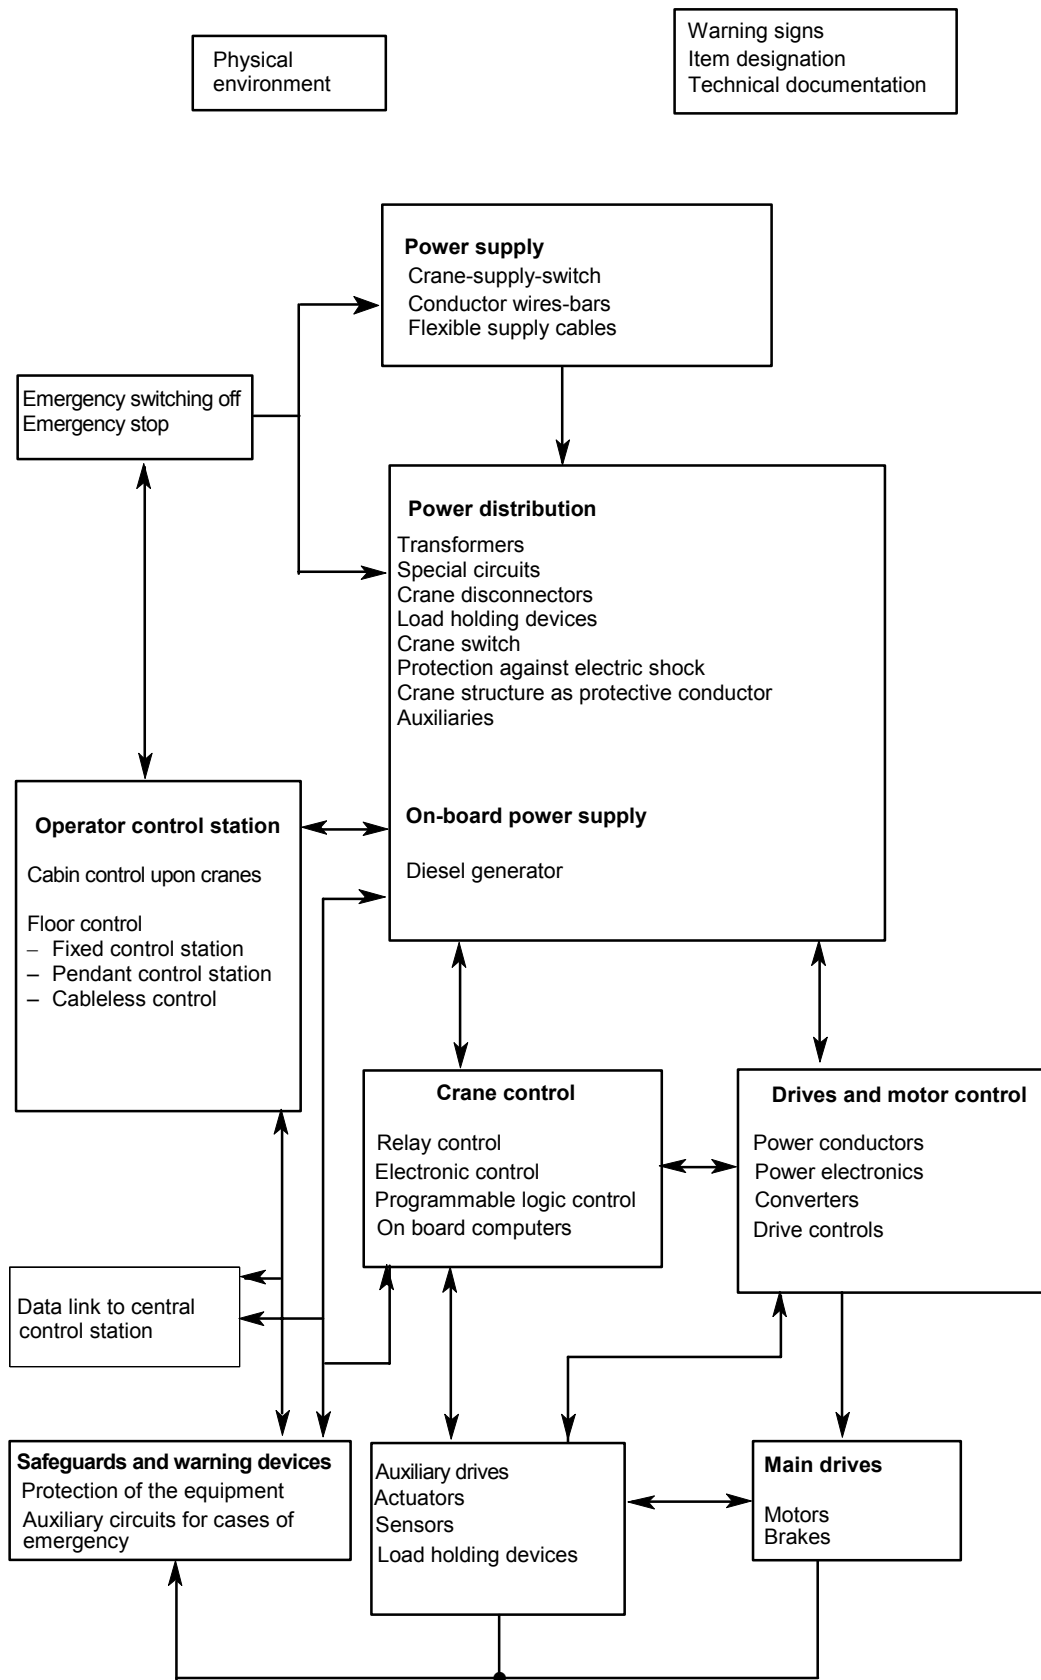 Physical
environment
Warning signs
Item designation
Technical documentation
Power supply
Crane-supply-switch
Conductor wires-bars
Flexible supply cables
Emergency switching off
Emergency stop
Power distribution
Transformers
Special circuits
Crane disconnectors
Load holding devices
Crane switch
Protection against electric shock
Crane structure as protective conductor
Auxiliaries
On-board power supply
Diesel generator
Operator control station
Cabin control upon cranes
Floor control
– Fixed control station
– Pendant control station
– Cableless control
Crane control
Relay control
Electronic control
Programmable logic control
On board computers
Drives and motor control
Power conductors
Power electronics
Converters
Drive controls
Data link to central
control station
Safeguards and warning devices
Protection of the equipment
Auxiliary circuits for cases of
emergency
Auxiliary drives
Actuators
Sensors
Load holding devices
Main drives
Motors
Brakes